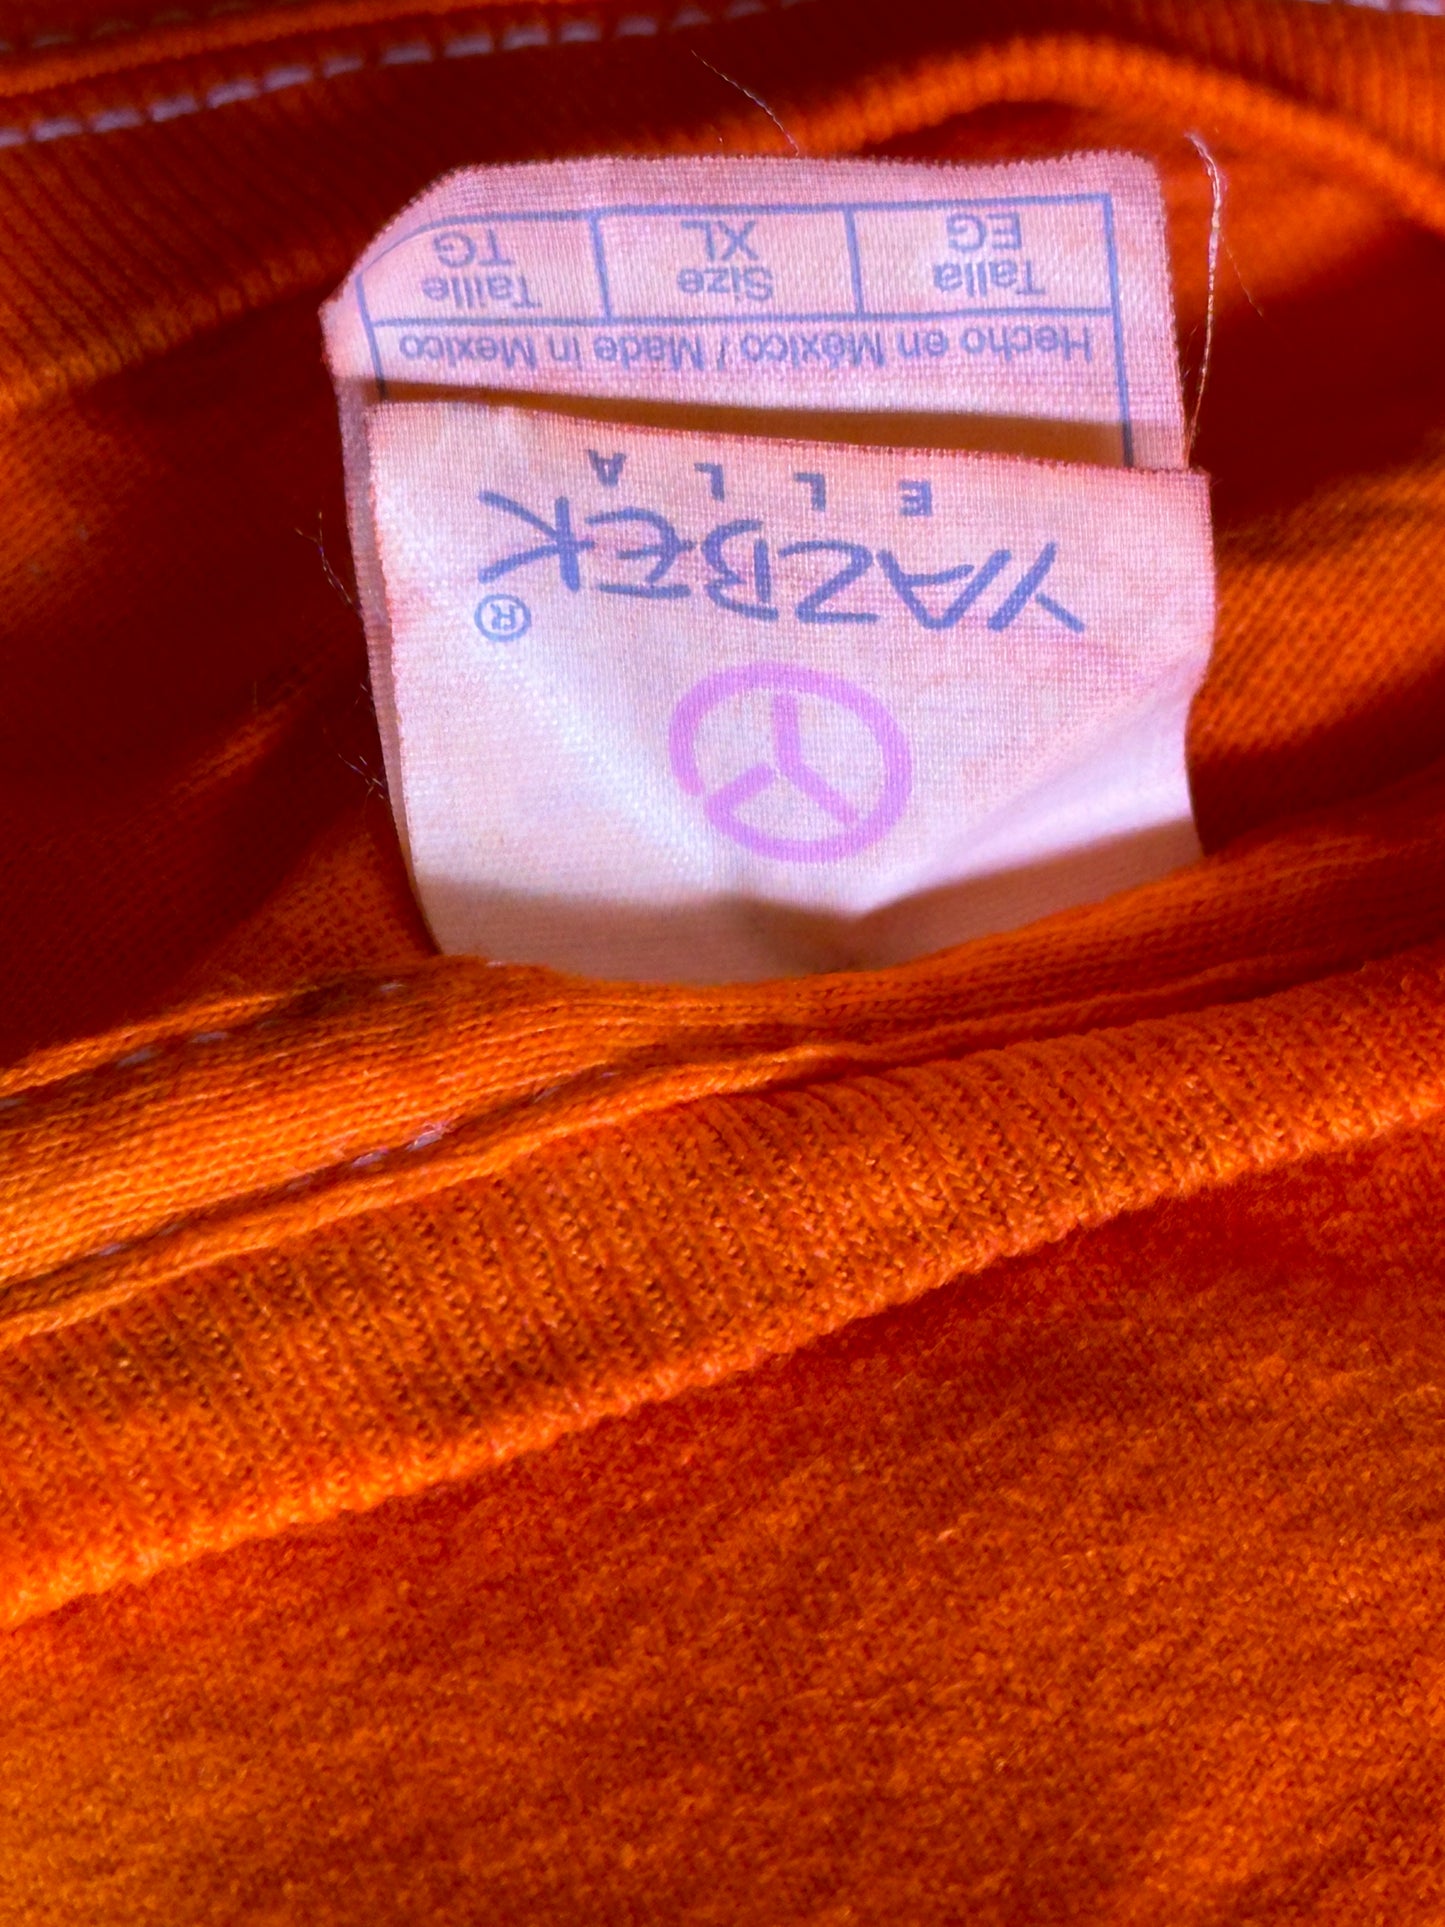 YAZBEK®
ELLA
Hecho en México / Made in Mexico
Talla Size Taille
EG XL TG